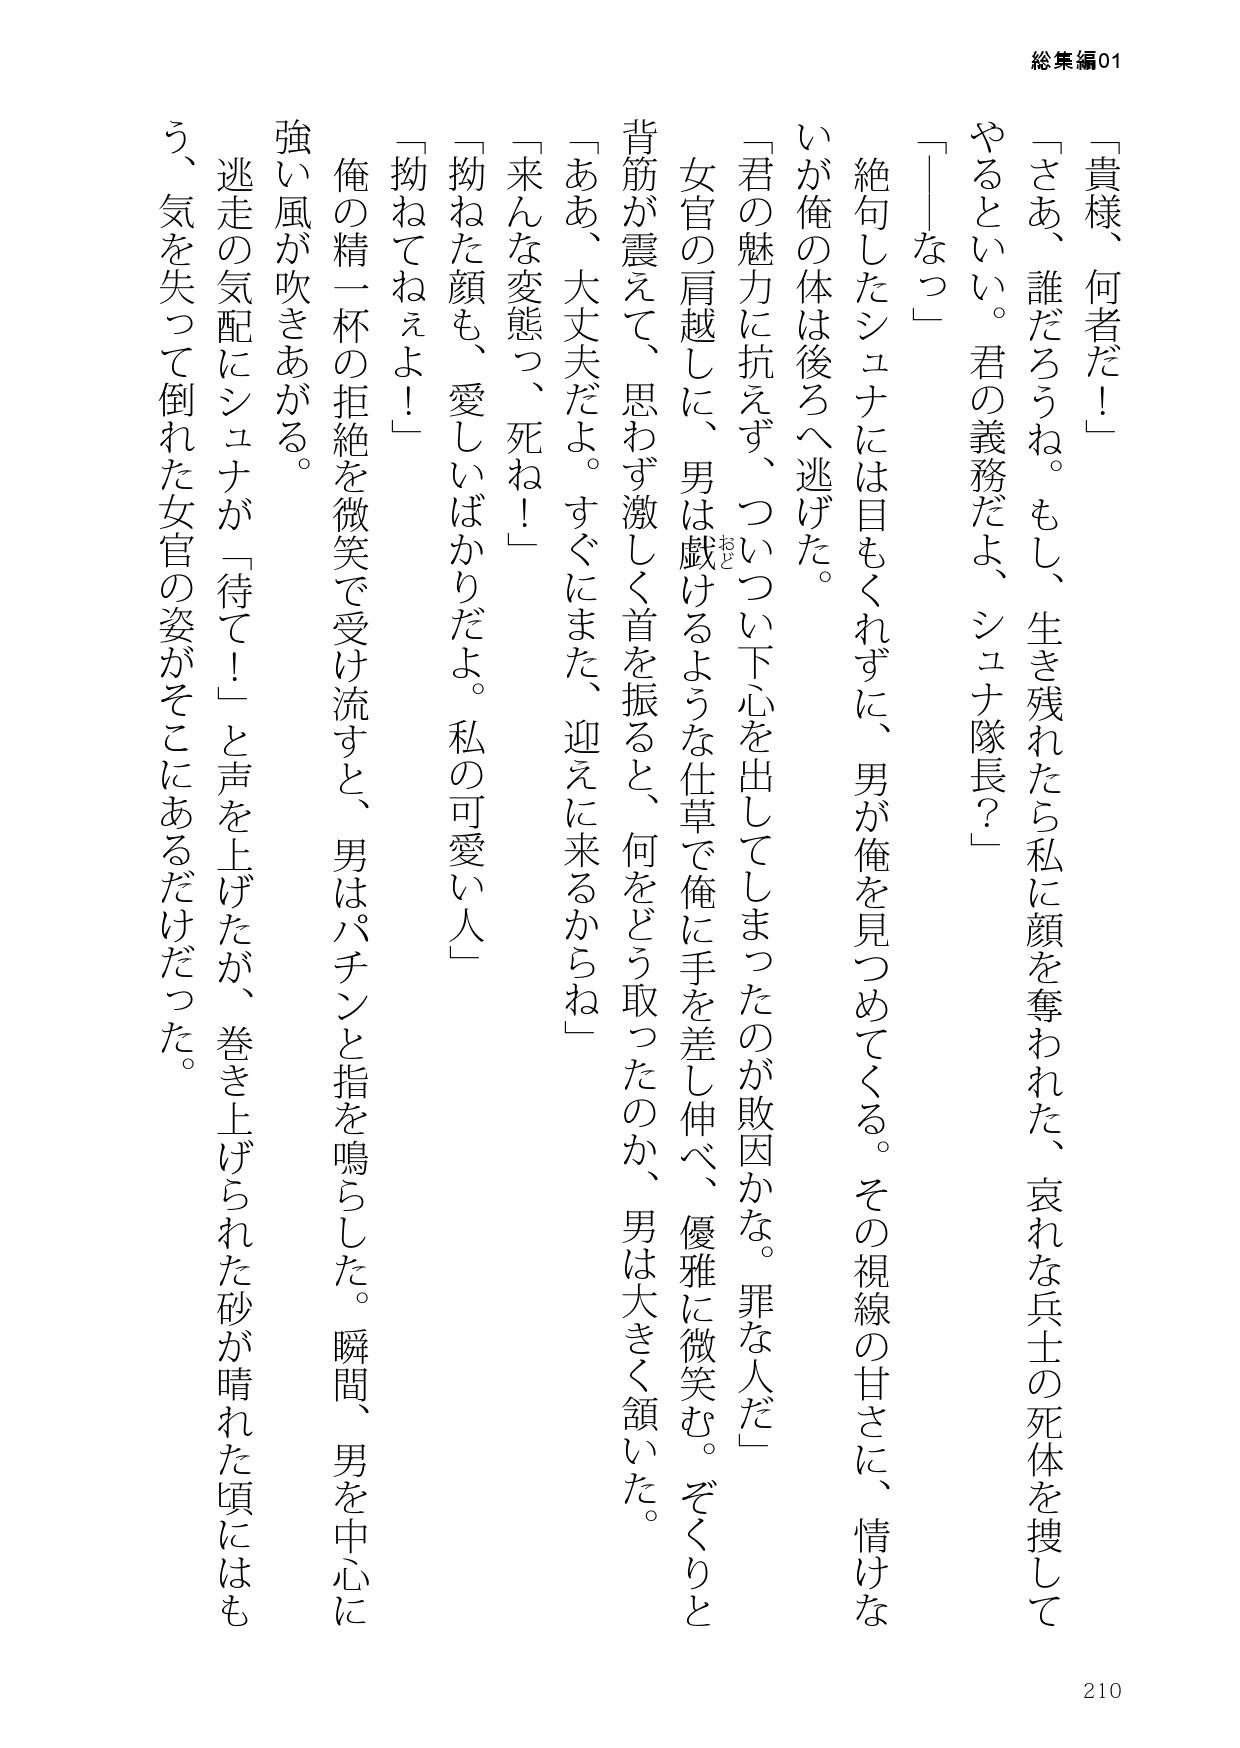 総集編01
「貴様、何者だ！」
「さあ、誰だろうね。もし、生き残れたら私に顔を奪われた、哀れな兵士の死体を捜して
やるといい。君の義務だよ、シュナ隊長？」
「――なっ」
絶句したシュナには目もくれずに、男が俺を見つめてくる。その視線の甘さに、情けな
いが俺の体は後ろへ逃げた。
「君の魅力に抗えず、ついつい下心を出してしまったのが敗因かな。罪な人だ」
女官の肩越しに、男は戯おどけるような仕草で俺に手を差し伸べ、優雅に微笑む。ぞくりと
背筋が震えて、思わず激しく首を振ると、何をどう取ったのか、男は大きく頷いた。
「ああ、大丈夫だよ。すぐにまた、迎えに来るからね」
「来んな変態っ、死ね！」
「拗ねた顔も、愛しいばかりだよ。私の可愛い人」
「拗ねてねぇよ！」
俺の精一杯の拒絶を微笑で受け流すと、男はパチンと指を鳴らした。瞬間、男を中心に
強い風が吹きあがる。
逃走の気配にシュナが「待て！」と声を上げたが、巻き上げられた砂が晴れた頃にはも
う、気を失って倒れた女官の姿がそこにあるだけだった。
210